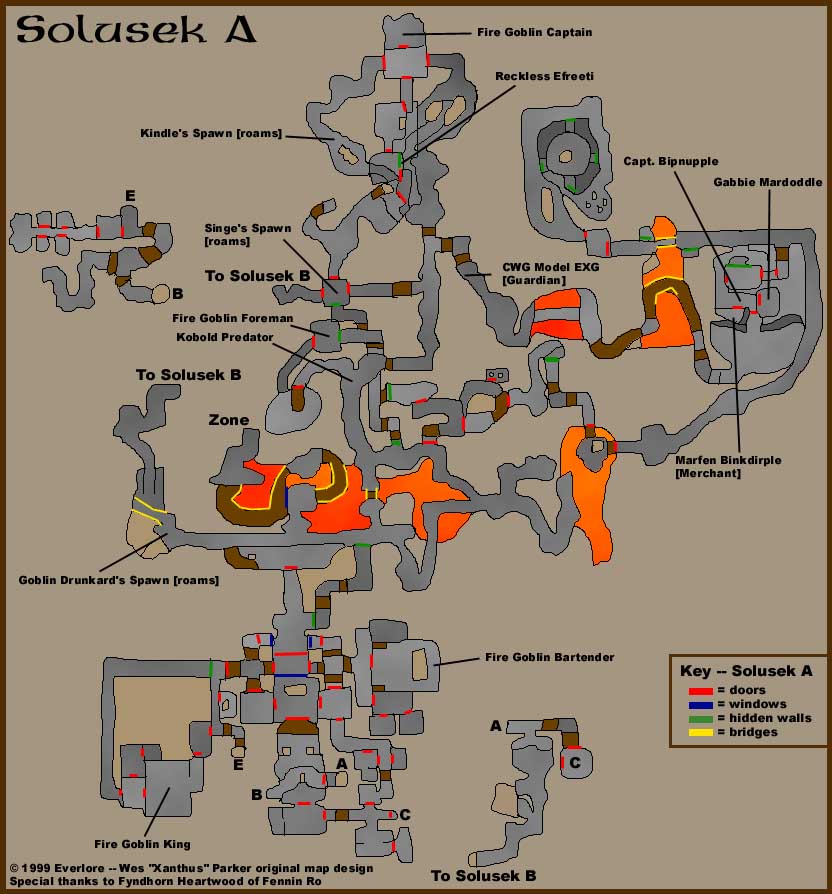 Solusek A
Fire Goblin Captain
Reckless Efreeti
Kindle's Spawn [roams]
Capt. Bipnupple
Gabbie Mardoddle
E
Singe's Spawn
[roams]
B
To Solusek B
CWG Model EXG
[Guardian]
Fire Goblin Foreman
Kobold Predator
To Solusek B
Zone
Marfen Binkdirple
[Merchant]
Goblin Drunkard's Spawn [roams]
Fire Goblin Bartender
Key -- Solusek A
= doors
= windows
= hidden walls
= bridges
A
E
A
C
B
C
Fire Goblin King
© 1999 Everlore -- Wes "Xanthus" Parker original map design
Special thanks to Fyndhorn Heartwood of Fennin Ro
To Solusek B